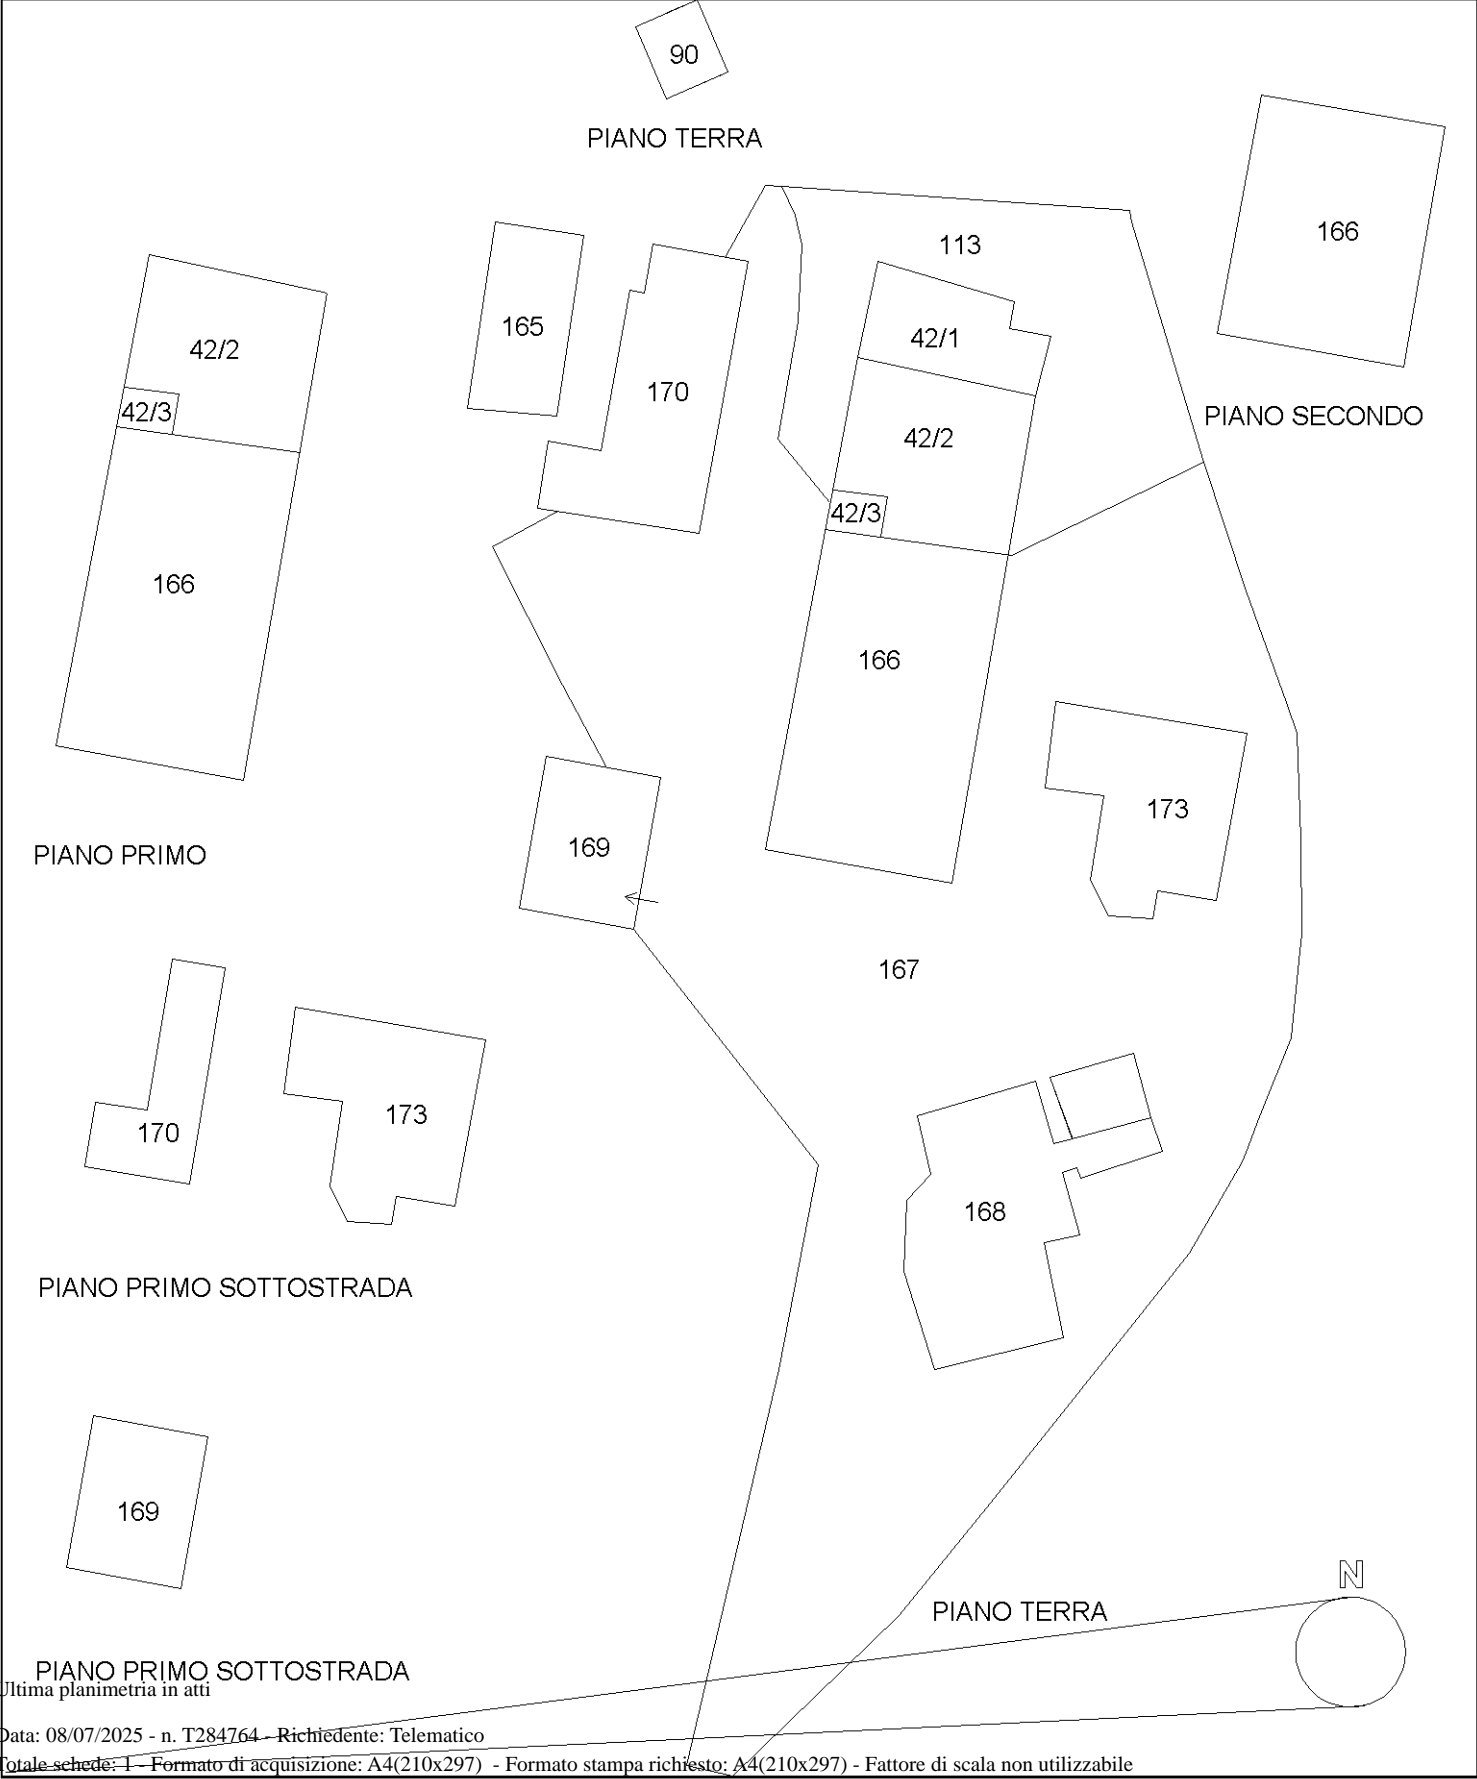 90
PIANO TERRA
166
113
165
42/1
42/2
170
42/3
PIANO SECONDO
42/2
42/3
166
166
173
169
PIANO PRIMO
167
173
170
168
PIANO PRIMO SOTTOSTRADA
169
N
PIANO TERRA
PIANO PRIMO SOTTOSTRADA
Ultima planimetria in atti
Data: 08/07/2025 - n. T284764 - Richiedente: Telematico
Totale schede: 1 - Formato di acquisizione: A4(210x297) - Formato stampa richiesto: A4(210x297) - Fattore di scala non utilizzabile